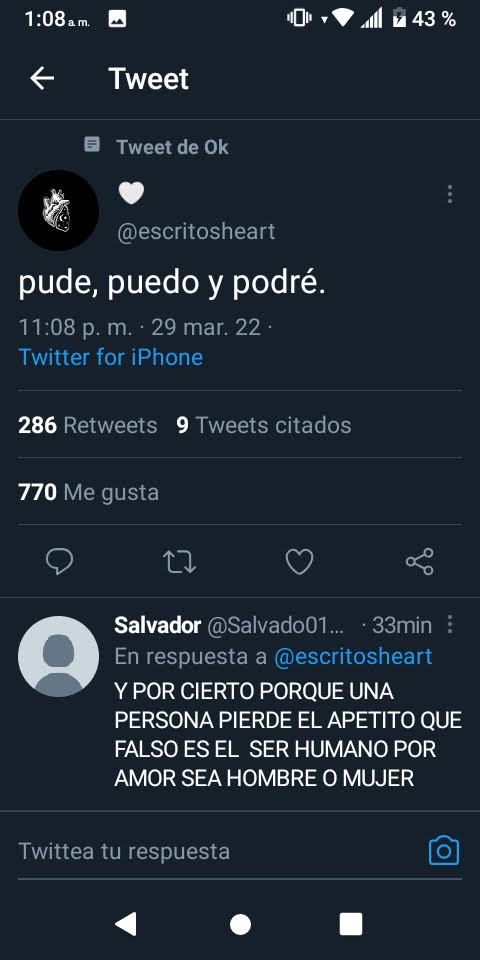 1:08 a. m. 43 %
Tweet
Tweet de Ok
@escritosheart
pude, puedo y podré.
11:08 p. m. · 29 mar. 22 ·
Twitter for iPhone
286 Retweets 9 Tweets citados
770 Me gusta
Salvador @Salvado01... · 33min
En respuesta a @escritosheart
Y POR CIERTO PORQUE UNA
PERSONA PIERDE EL APETITO QUE
FALSO ES EL SER HUMANO POR
AMOR SEA HOMBRE O MUJER
Twittea tu respuesta